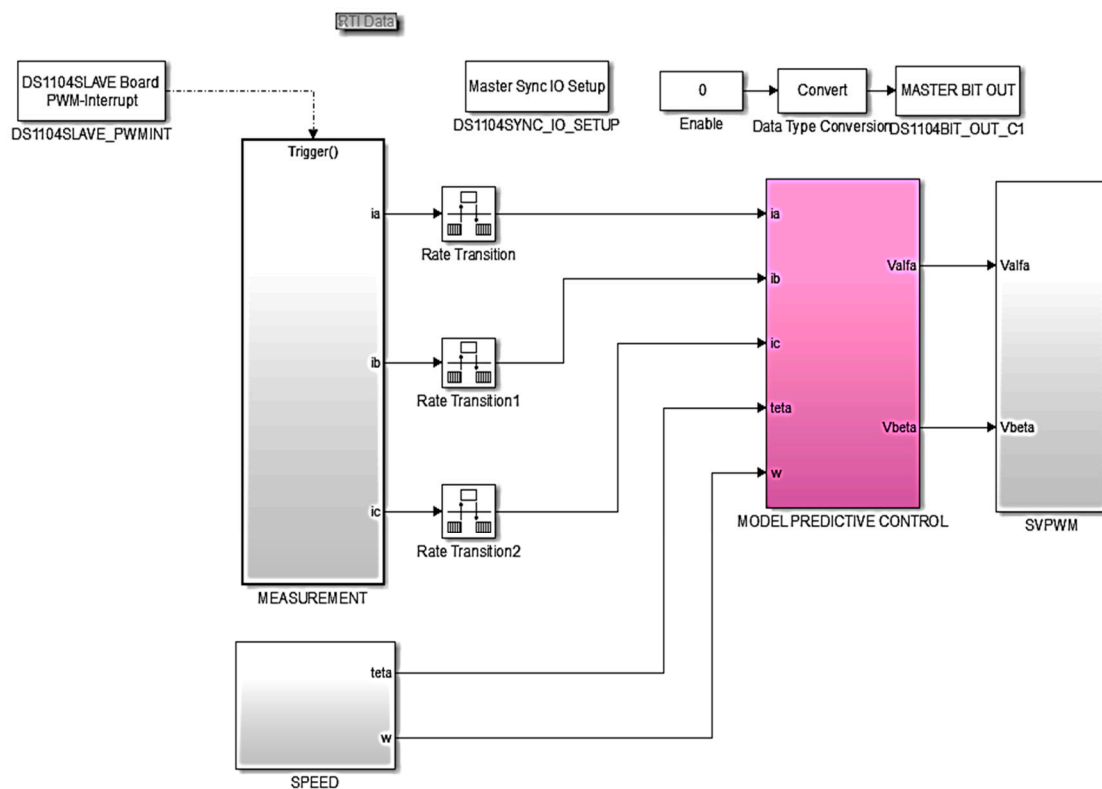 RTI Data
DS1104SLAVE Board
PWM-Interrupt
DS1104SLAVE_PWMINT
Master Sync IO Setup
DS1104SYNC_IO_SETUP
0
Enable
Convert
Data Type Conversion
MASTER BIT OUT
DS1104BIT_OUT_C1
Trigger()
ia
ib
ic
MEASUREMENT
Rate Transition
Rate Transition1
Rate Transition2
ia
ib
ic
teta
w
Valfa
Vbeta
MODEL PREDICTIVE CONTROL
Valfa
Vbeta
SVPWM
teta
w
SPEED